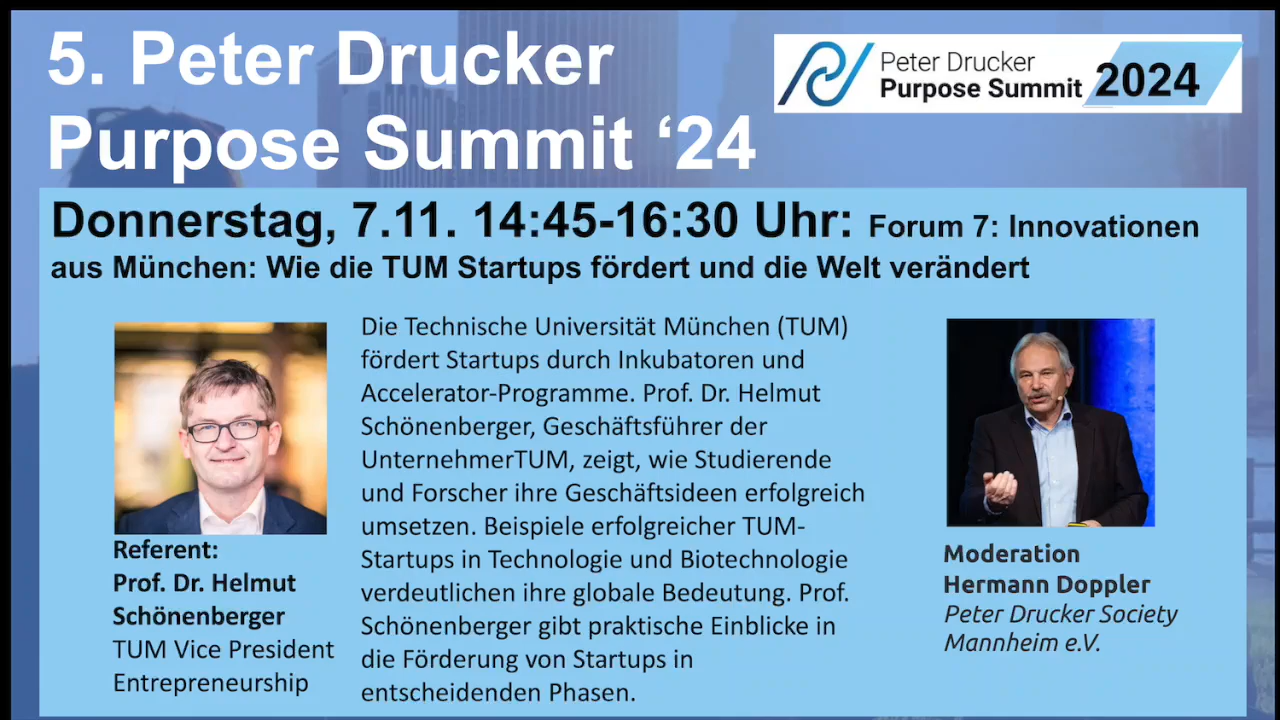 5. Peter Drucker
Purpose Summit ‘24
Peter Drucker
Purpose Summit 2024
Donnerstag, 7.11. 14:45-16:30 Uhr: Forum 7: Innovationen
aus München: Wie die TUM Startups fördert und die Welt verändert
Die Technische Universität München (TUM)
fördert Startups durch Inkubatoren und
Accelerator-Programme. Prof. Dr. Helmut
Schönenberger, Geschäftsführer der
UnternehmerTUM, zeigt, wie Studierende
und Forscher ihre Geschäftsideen erfolgreich
umsetzen. Beispiele erfolgreicher TUM-
Startups in Technologie und Biotechnologie
verdeutlichen ihre globale Bedeutung. Prof.
Schönenberger gibt praktische Einblicke in
die Förderung von Startups in
entscheidenden Phasen.
Referent:
Prof. Dr. Helmut
Schönenberger
TUM Vice President
Entrepreneurship
Moderation
Hermann Doppler
Peter Drucker Society
Mannheim e.V.